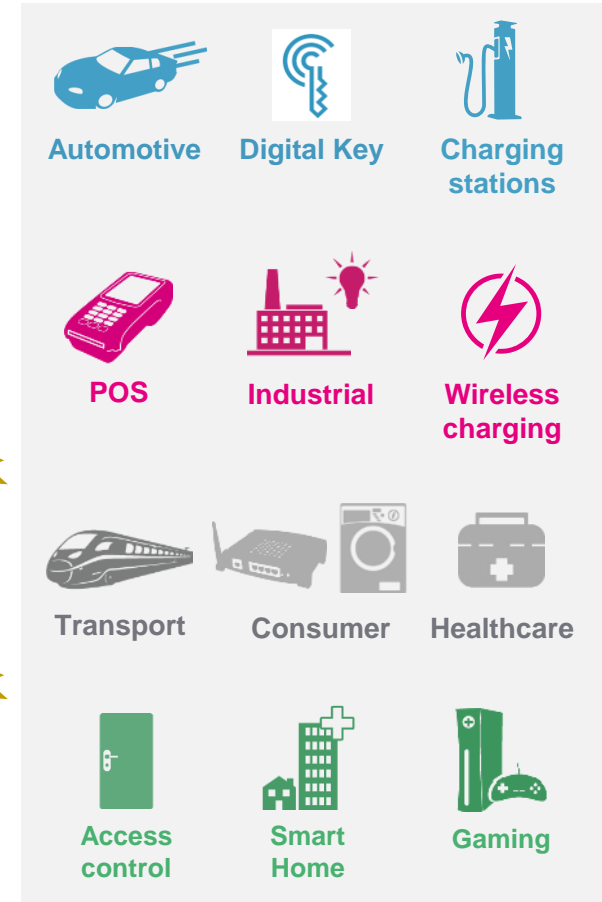 Automotive
Digital Key
Charging
stations
POS
Industrial
Wireless
charging
Transport
Consumer
Healthcare
Access
control
Smart
Home
Gaming